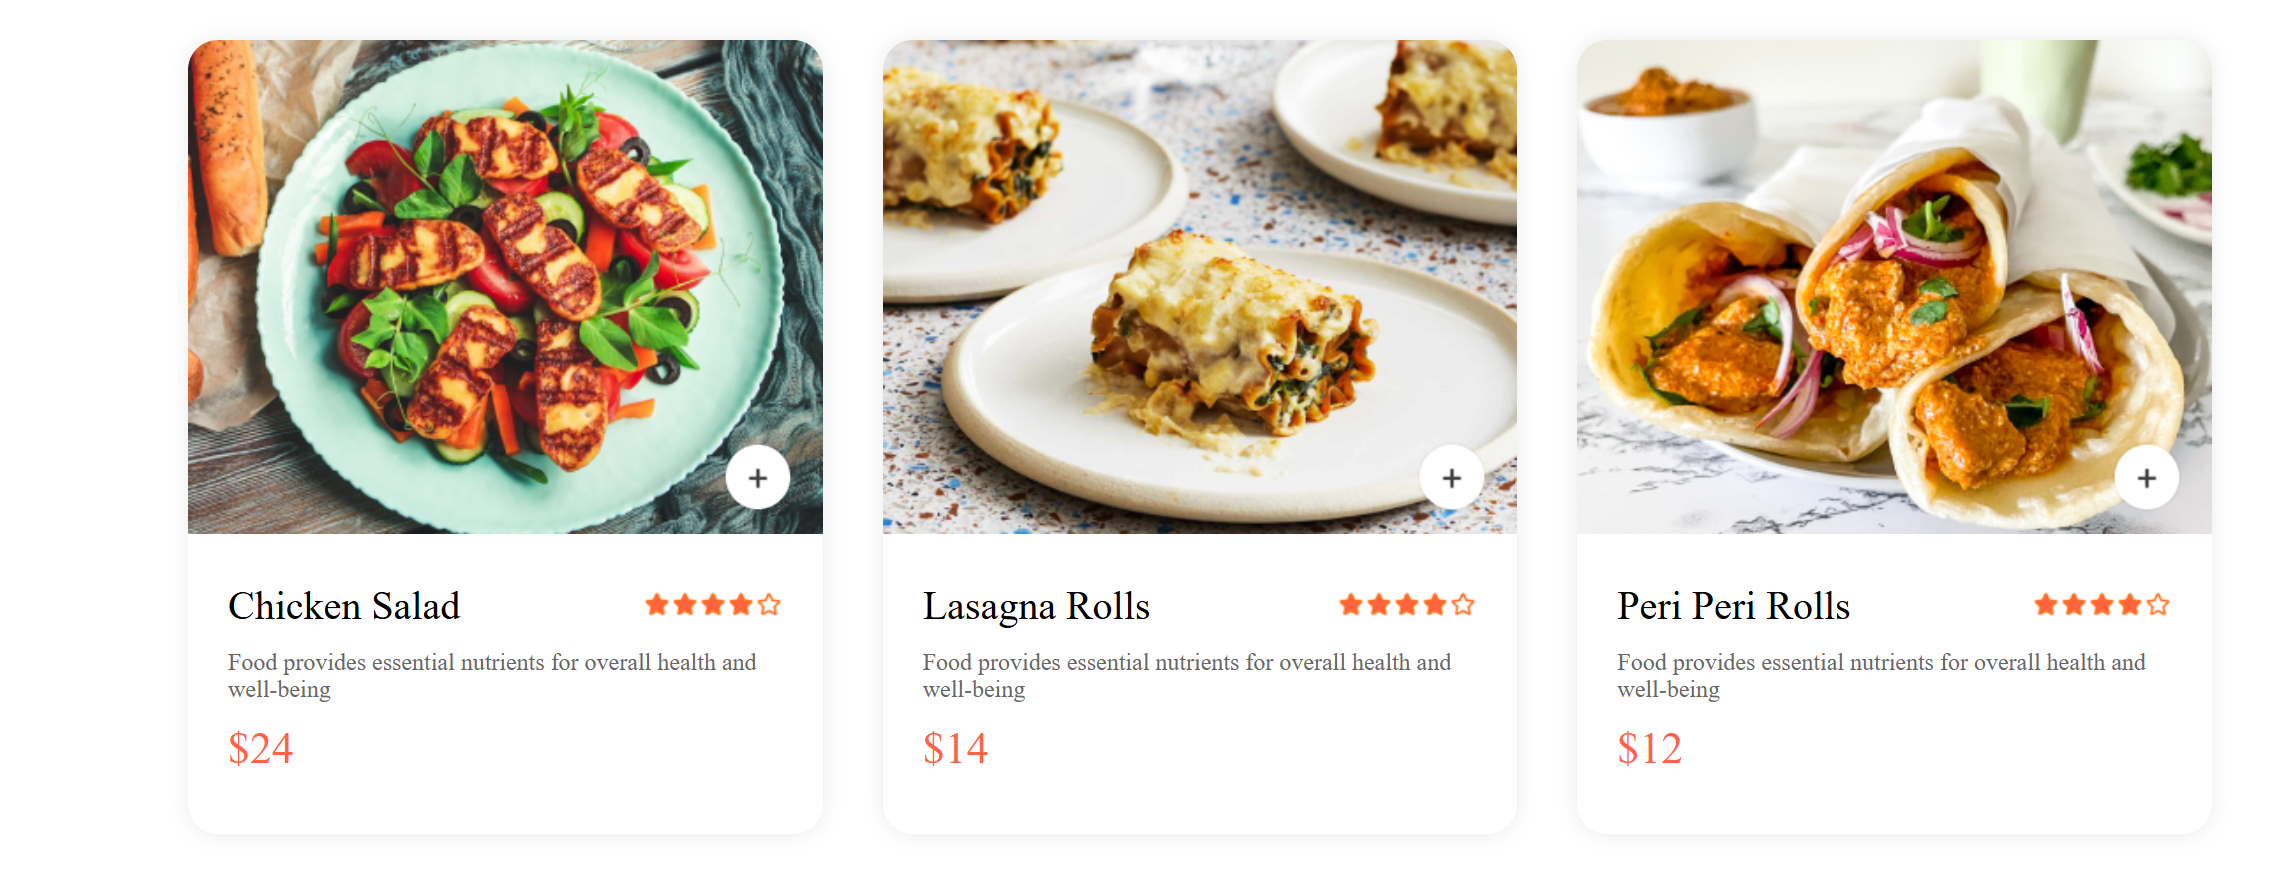 Chicken Salad
Food provides essential nutrients for overall health and
well-being
$24
Lasagna Rolls
Food provides essential nutrients for overall health and
well-being
$14
Peri Peri Rolls
Food provides essential nutrients for overall health and
well-being
$12